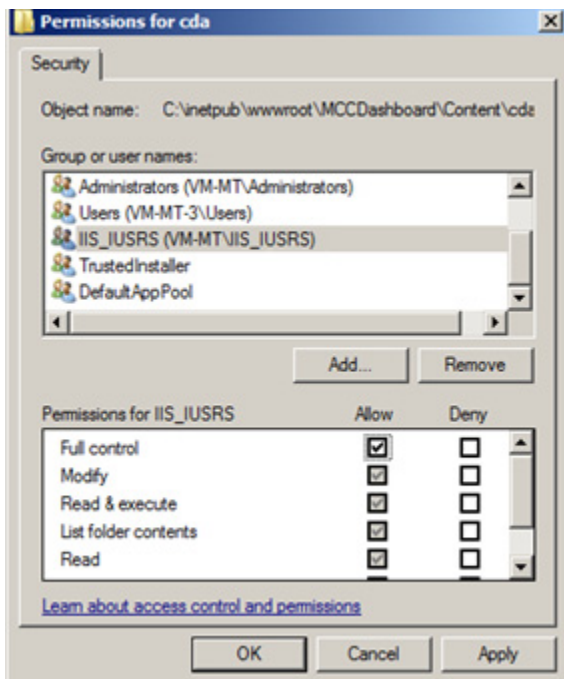 Permissions for cda
Security
Object name: C:\inetpub\wwwroot\MCCDashboard\Content\cda
Group or user names:
Administrators (VM-MT\Administrators)
Users (VM-MT-3\Users)
IIS_IUSRS (VM-MT\IIS_IUSRS)
TrustedInstaller
DefaultAppPool
Add... Remove
Permissions for IIS_IUSRS Allow Deny
Full control
Modify
Read & execute
List folder contents
Read
Learn about access control and permissions
OK Cancel Apply